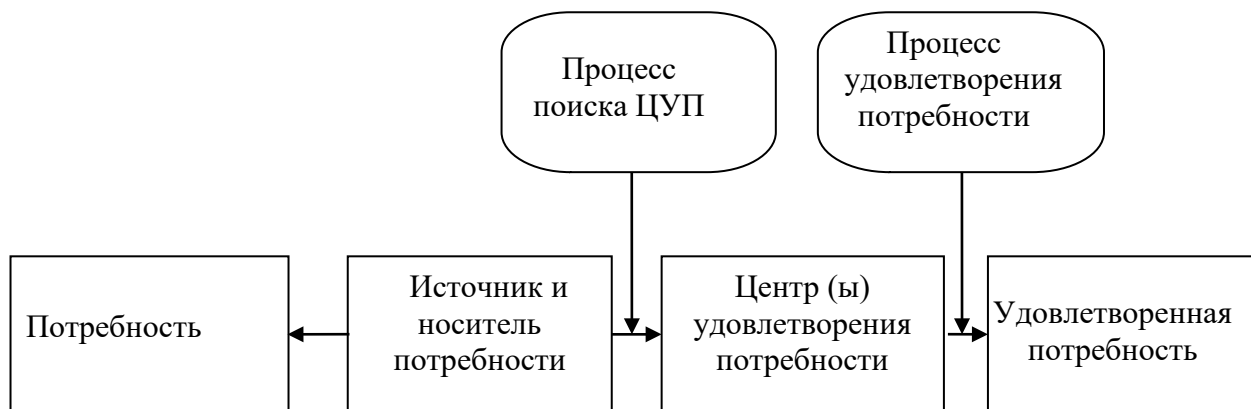 Процесс
поиска ЦУП
Процесс
удовлетворения
потребности
Потребность
Источник и
носитель
потребности
Центр (ы)
удовлетворения
потребности
Удовлетворенная
потребность